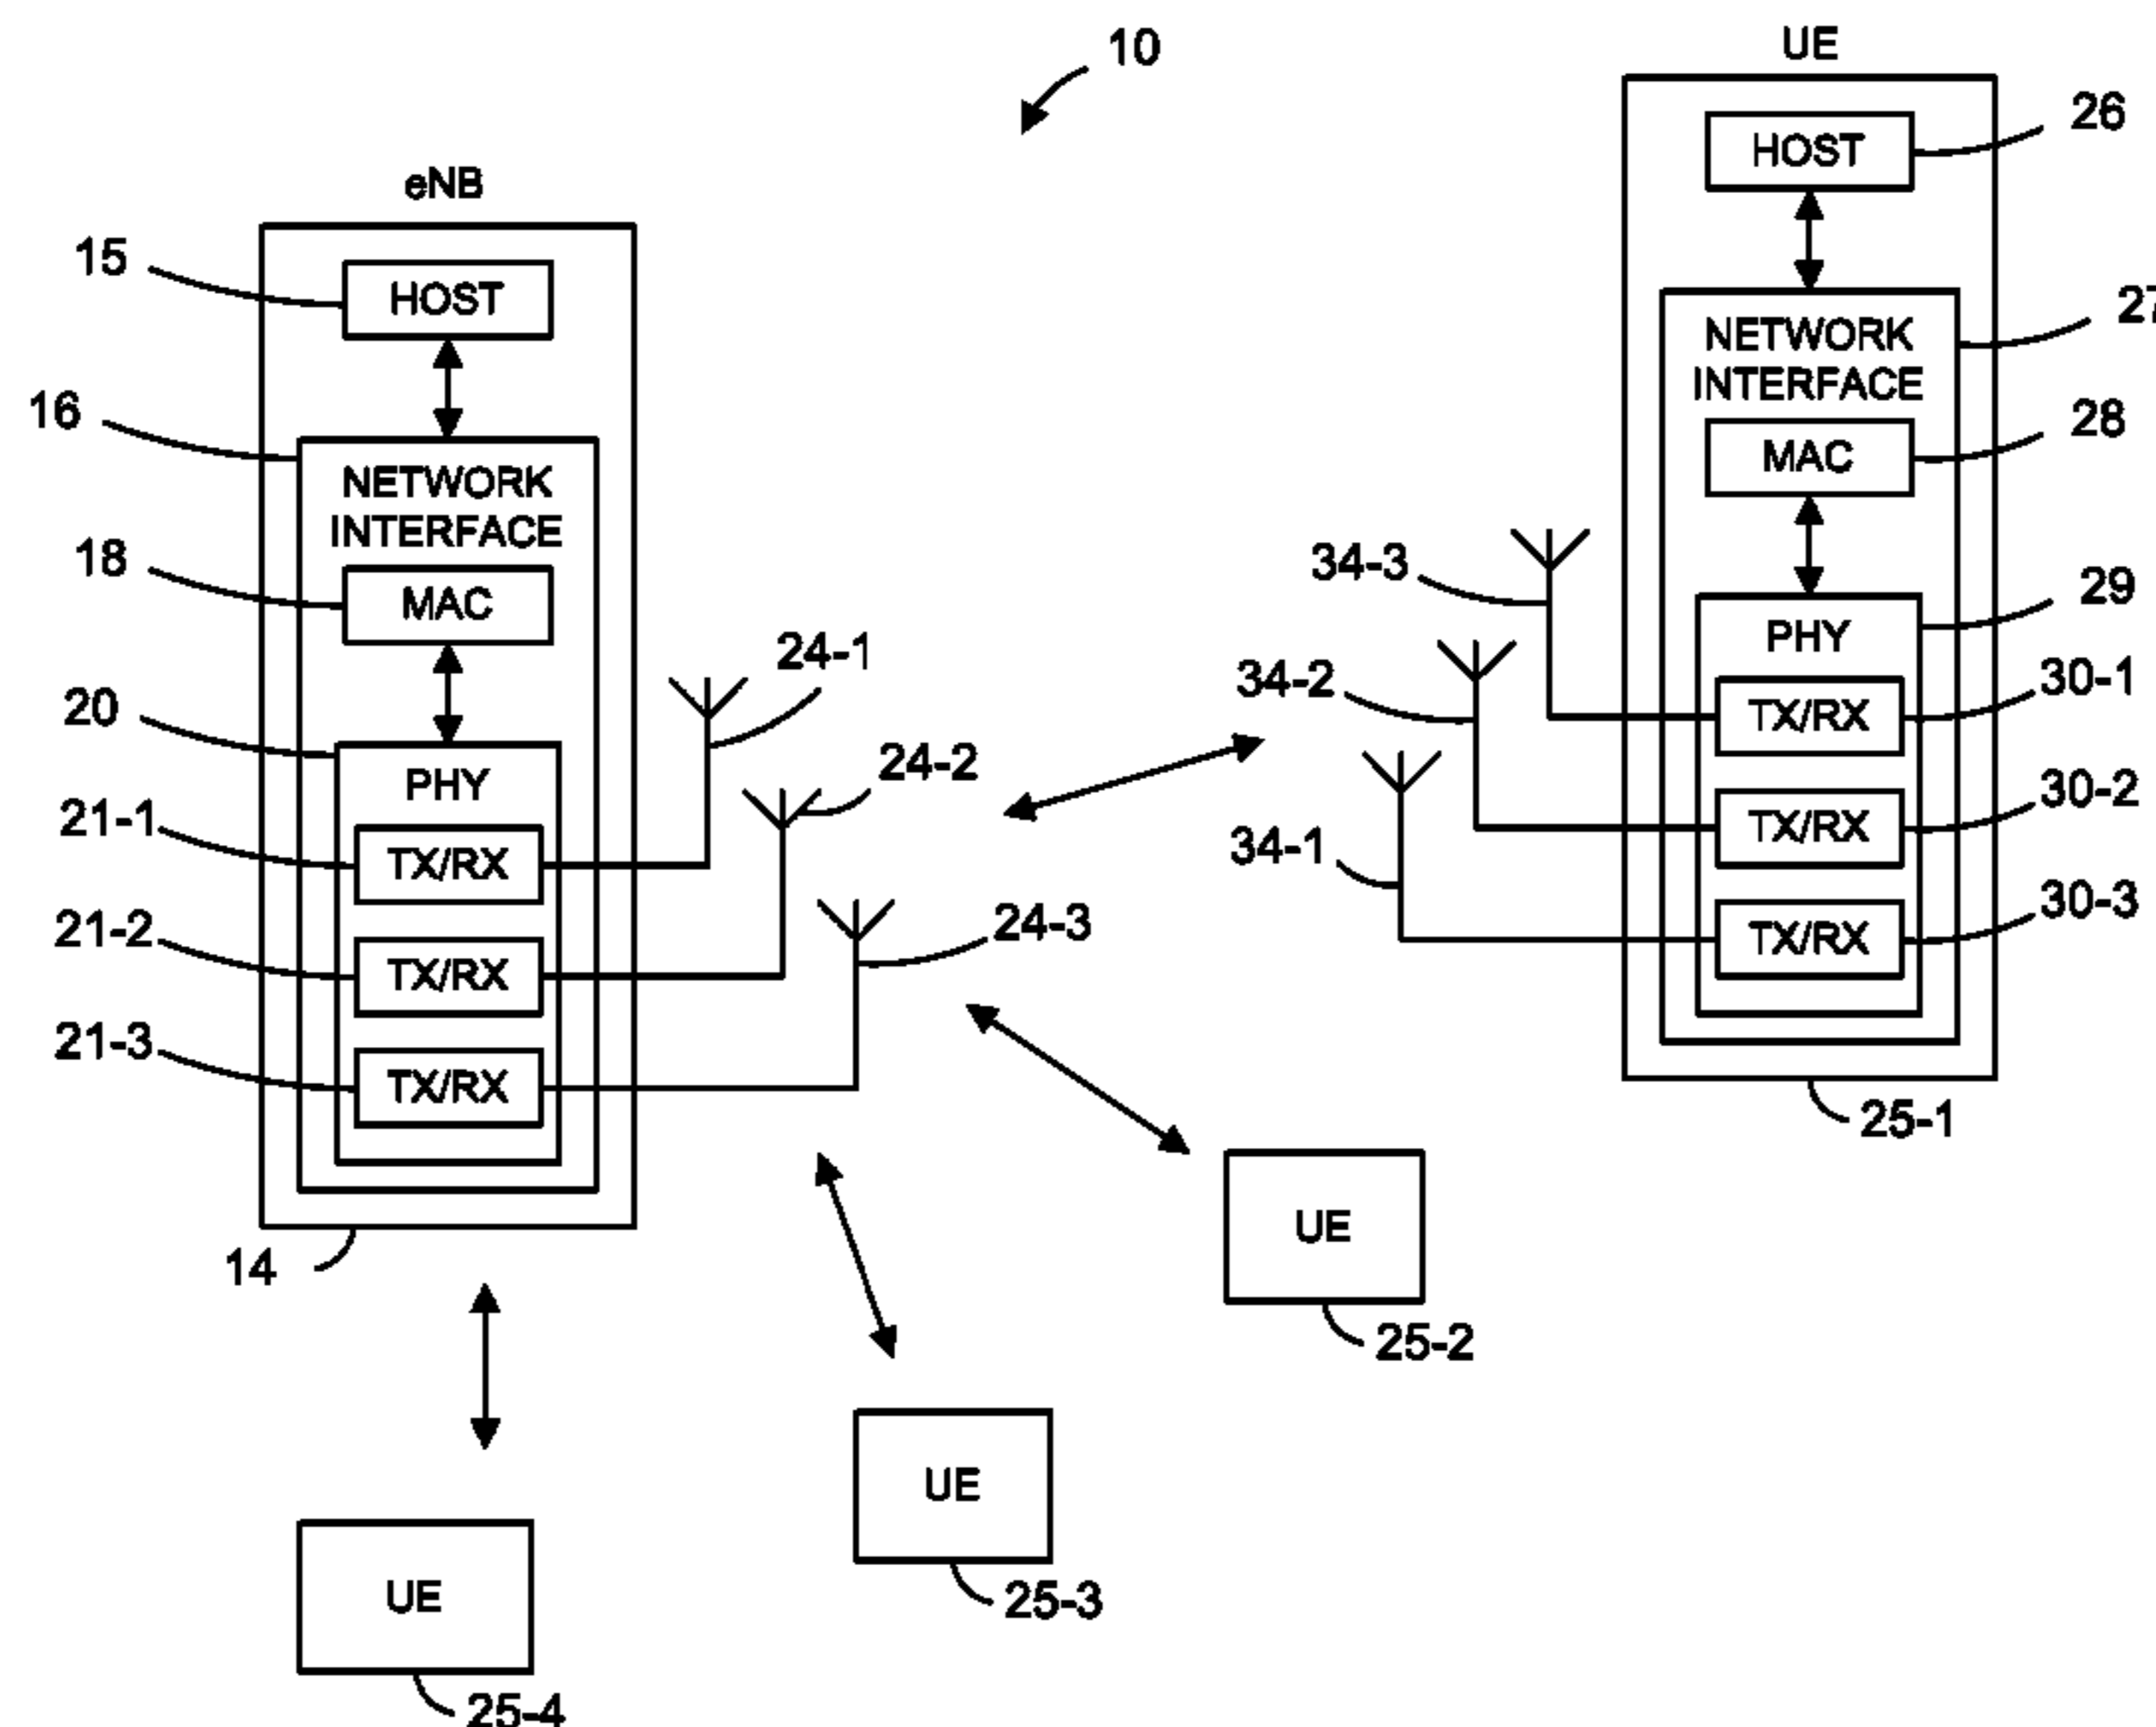 10
UE
HOST
26
NETWORK
INTERFACE
27
MAC
28
PHY
29
TX/RX
30-1
TX/RX
30-2
TX/RX
30-3
25-1
34-3
34-2
34-1
eNB
15
HOST
16
NETWORK
INTERFACE
18
MAC
20
PHY
21-1
TX/RX
21-2
TX/RX
21-3
TX/RX
14
24-1
24-2
24-3
UE
25-2
UE
25-3
UE
25-4